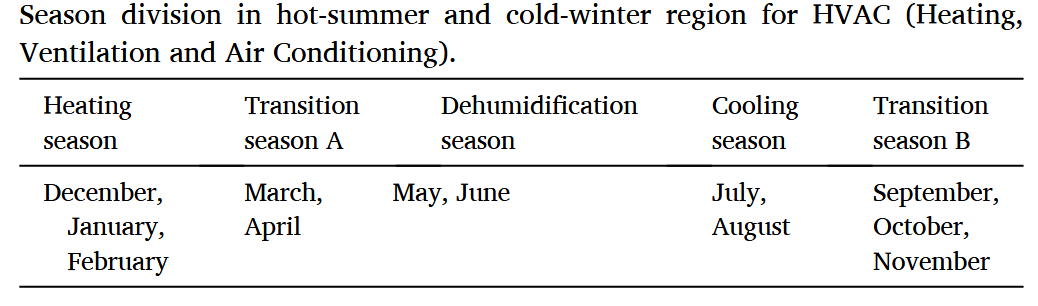 Season division in hot-summer and cold-winter region for HVAC (Heating,
Ventilation and Air Conditioning).
Heating season
Transition season A
Dehumidification season
Cooling season
Transition season B
December, January, February
March, April
May, June
July, August
September, October, November